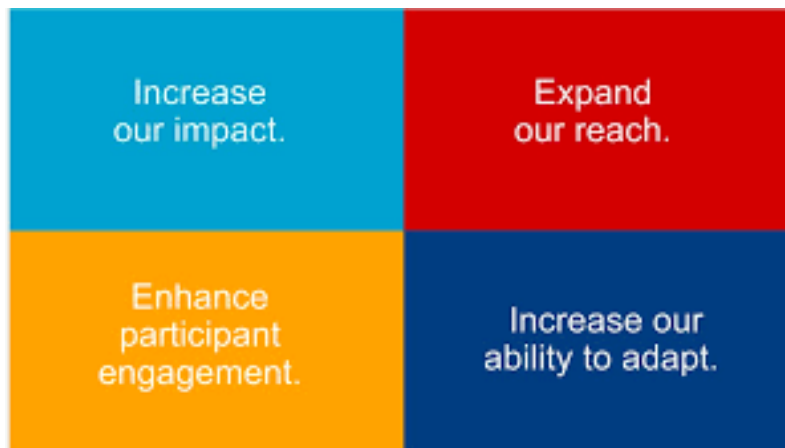 Increase
our impact.
Expand
our reach.
Enhance
participant
engagement.
Increase our
ability to adapt.